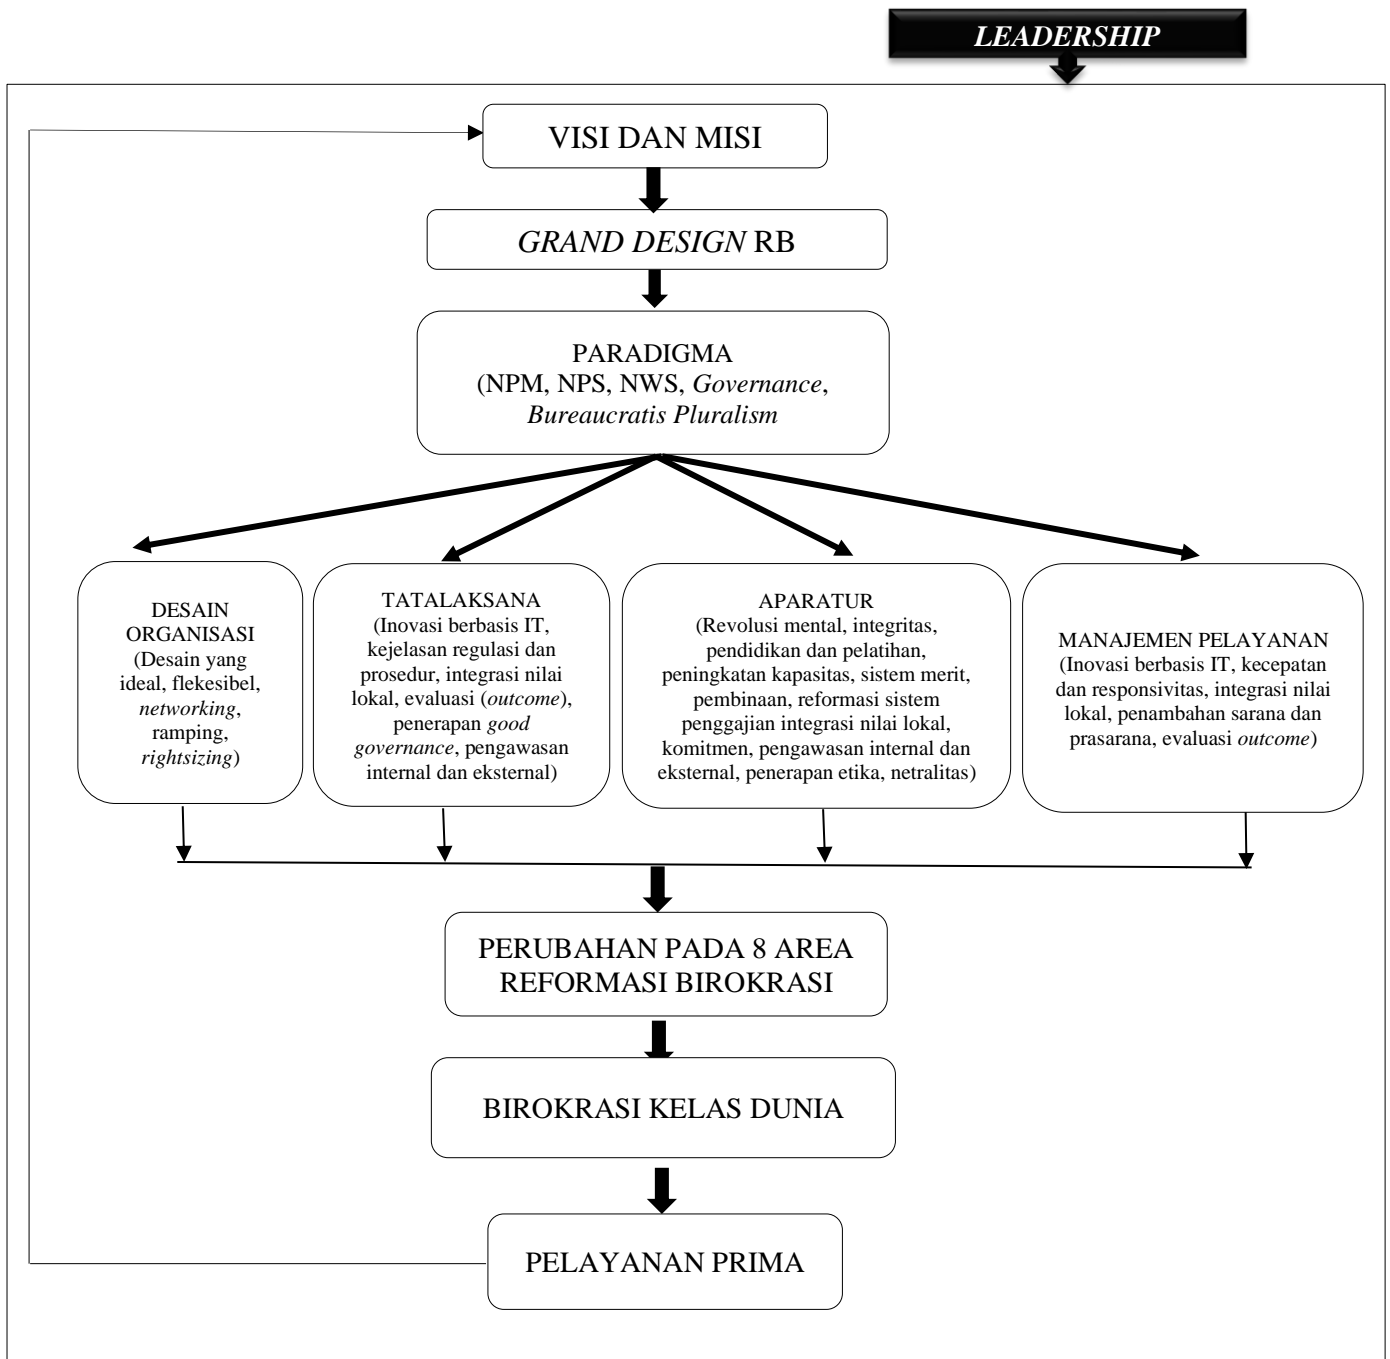 LEADERSHIP
VISI DAN MISI
GRAND DESIGN RB
PARADIGMA
(NPM, NPS, NWS, Governance,
Bureaucratis Pluralism
DESAIN
ORGANISASI
(Desain yang
ideal, flekesibel,
networking,
ramping,
rightsizing)
TATALAKSANA
(Inovasi berbasis IT,
kejelasan regulasi dan
prosedur, integrasi nilai
lokal, evaluasi (outcome),
penerapan good
governance, pengawasan
internal dan eksternal)
APARATUR
(Revolusi mental, integritas,
pendidikan dan pelatihan,
peningkatan kapasitas, sistem merit,
pembinaan, reformasi sistem
penggajian integrasi nilai lokal,
komitmen, pengawasan internal dan
eksternal, penerapan etika, netralitas)
MANAJEMEN PELAYANAN
(Inovasi berbasis IT, kecepatan
dan responsivitas, integrasi nilai
lokal, penambahan sarana dan
prasarana, evaluasi outcome)
PERUBAHAN PADA 8 AREA
REFORMASI BIROKRASI
BIROKRASI KELAS DUNIA
PELAYANAN PRIMA